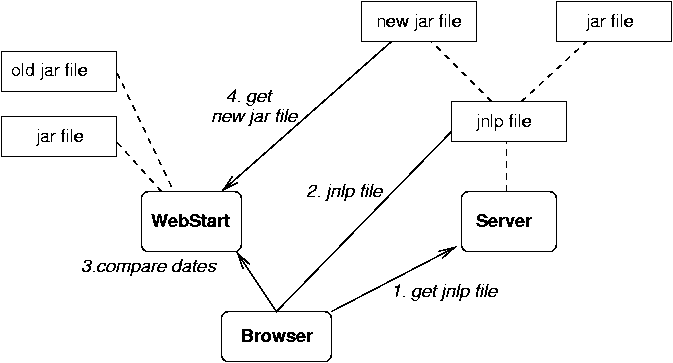 new jar file
jar file
old jar file
4. get
new jar file
jnlp file
jar file
2. jnlp file
WebStart
Server
3.compare dates
1. get jnlp file
Browser